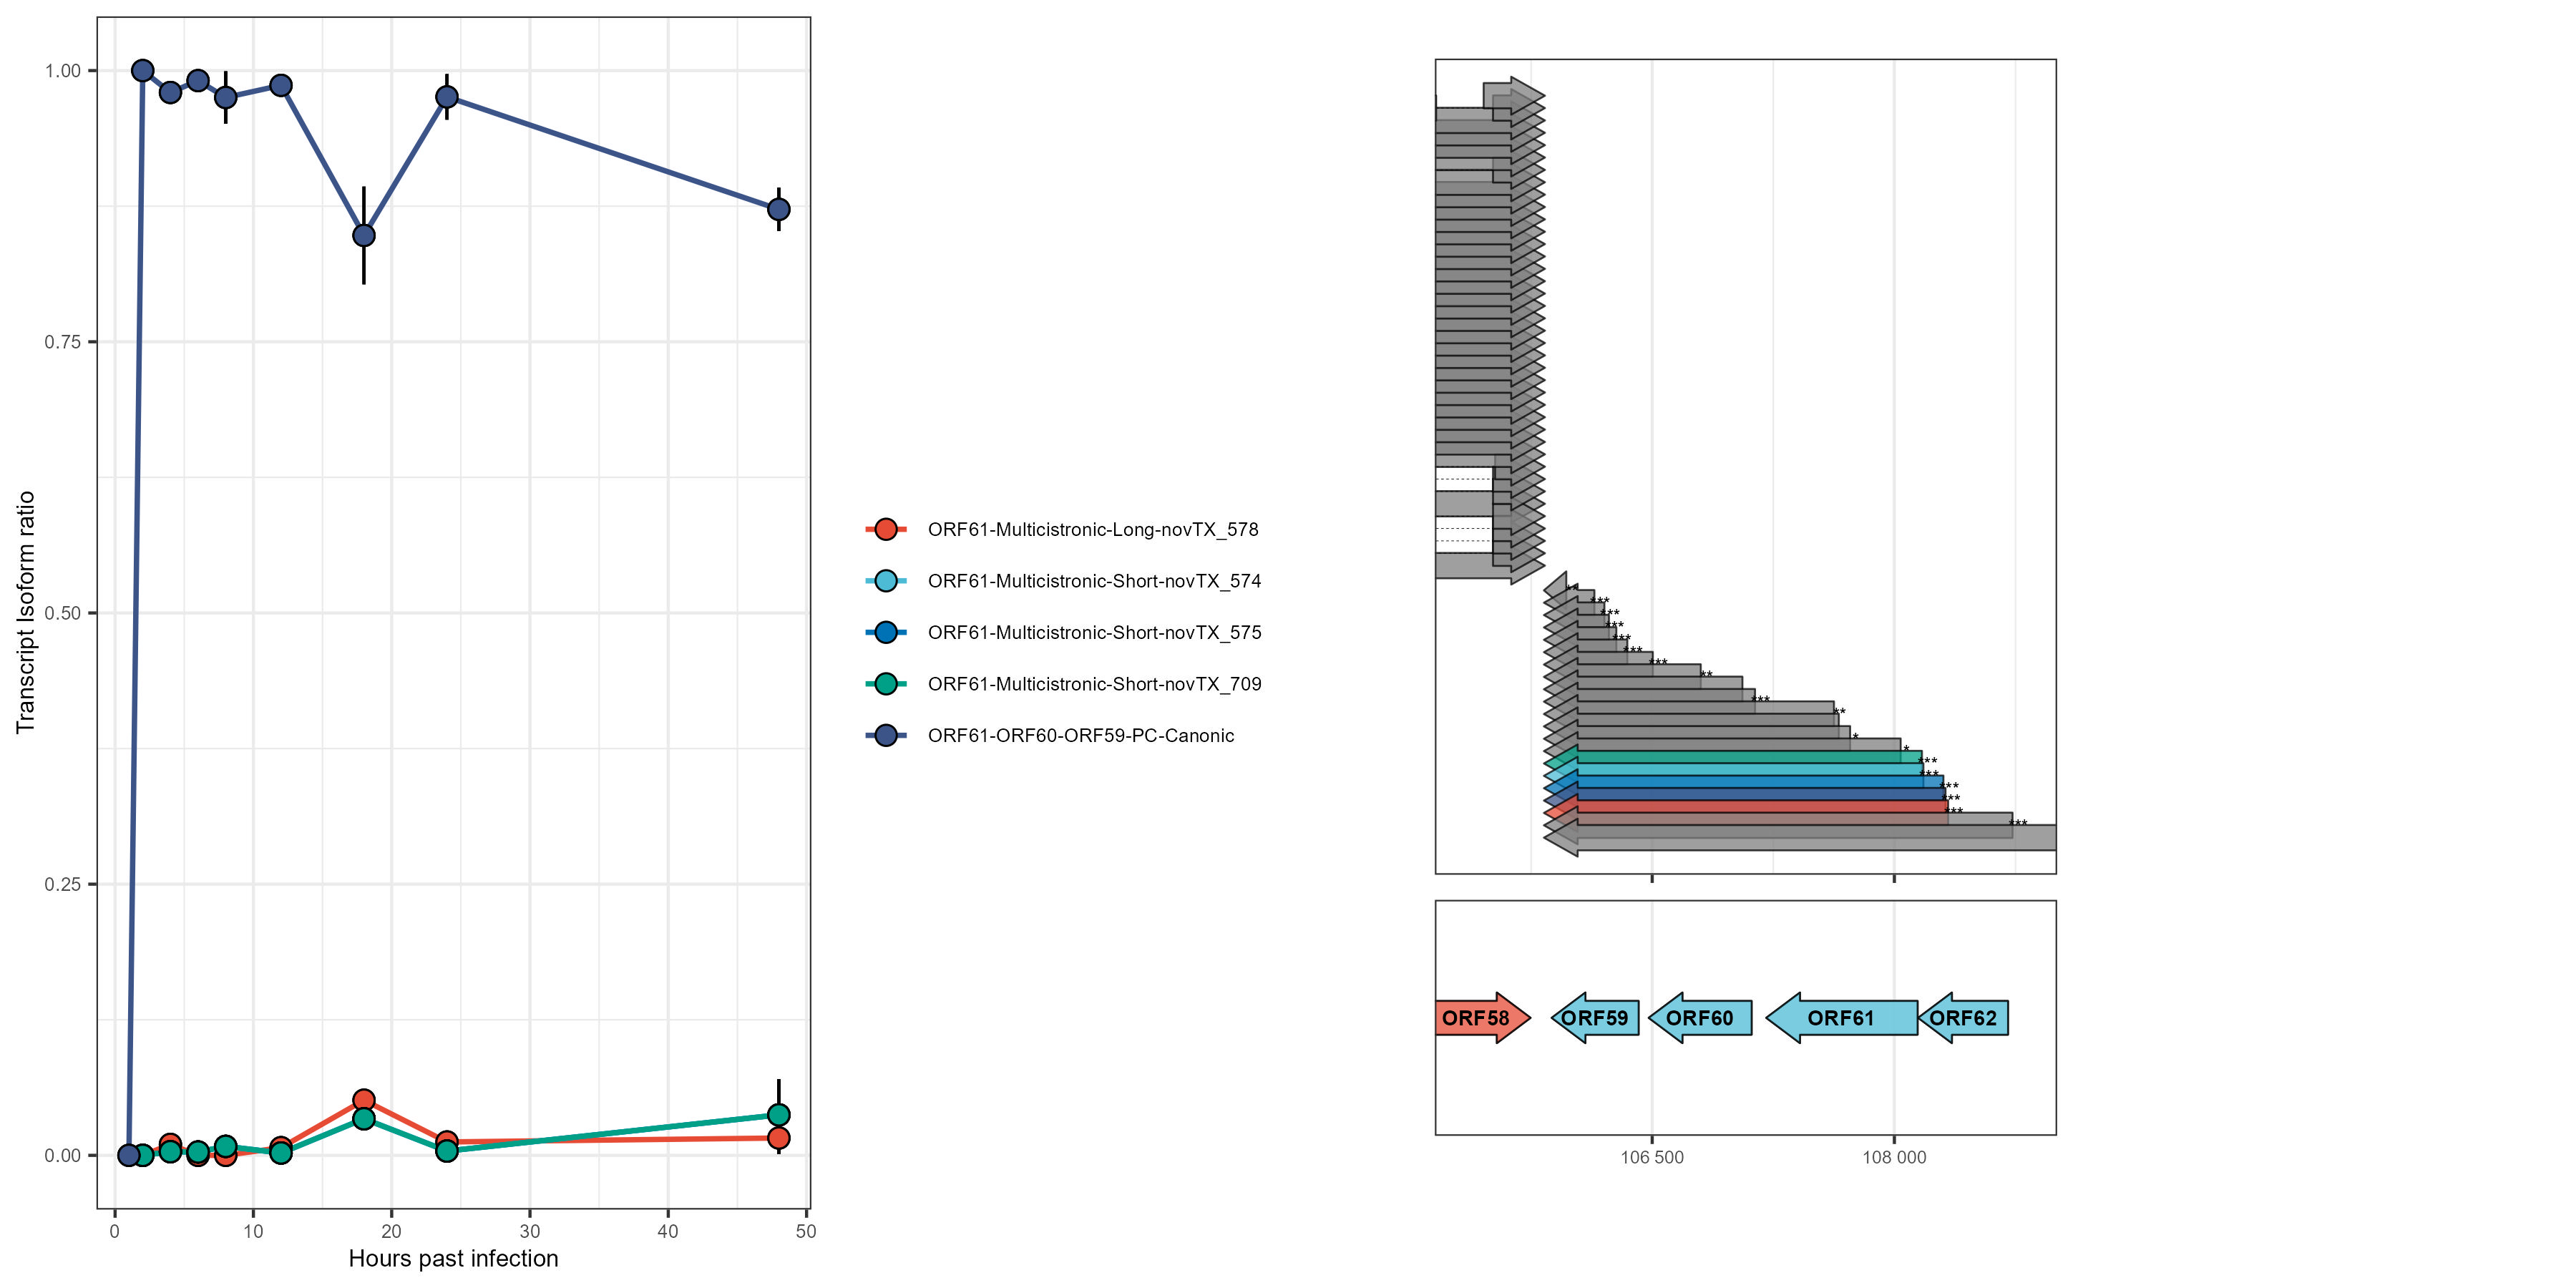 1.00
0.75
0.50
0.25
0.00
Transcript Isoform ratio
0
10
20
30
40
50
Hours past infection
ORF61-Multicistronic-Long-novTX_578
ORF61-Multicistronic-Short-novTX_574
ORF61-Multicistronic-Short-novTX_575
ORF61-Multicistronic-Short-novTX_709
ORF61-ORF60-ORF59-PC-Canonic
**
***
***
***
***
***
***
**
***
**
*
*
***
***
***
***
***
***
ORF58
ORF59
ORF60
ORF61
ORF62
106 500
108 000